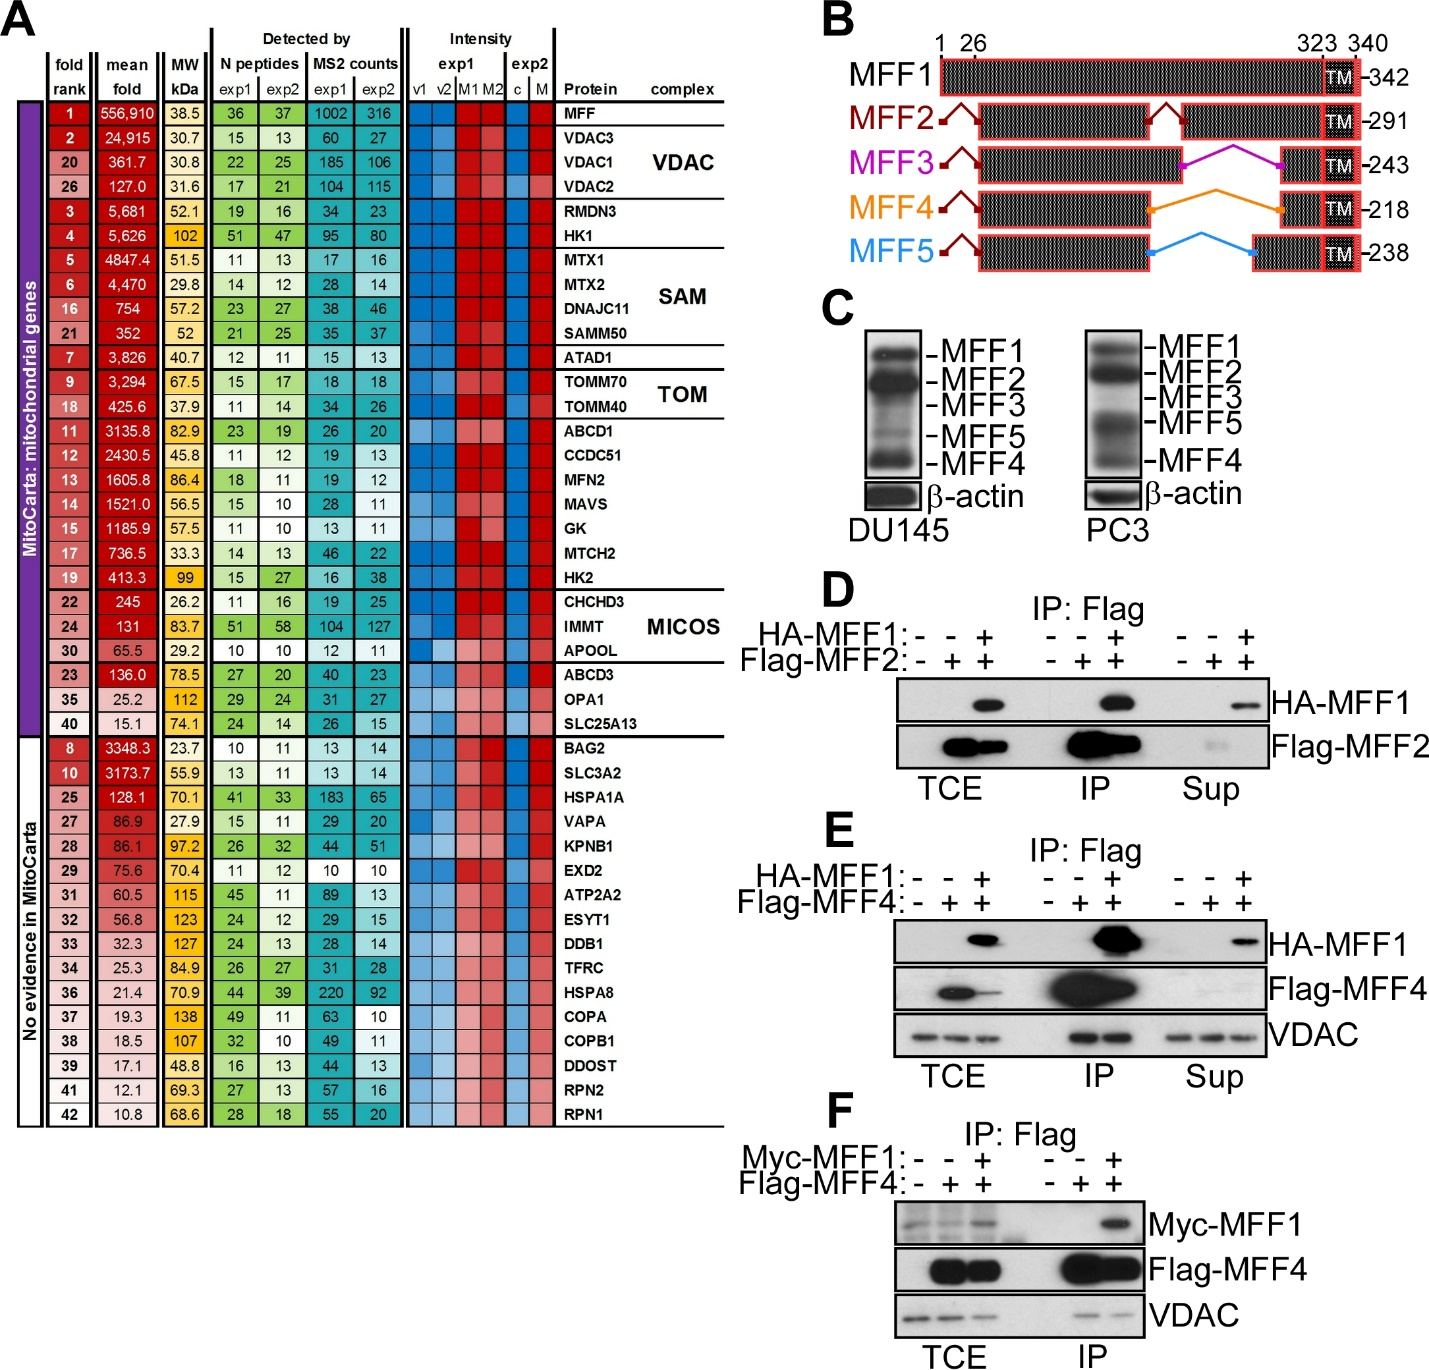 A
Detected by Intensity
fold mean MW N peptides MS2 counts exp1 exp2
rank fold kDa exp1 exp2 exp1 exp2 v1 v2 M1 M2 c M Protein complex
MitoCarta: mitochondrial genes
1 556,910 38.5 36 37 1002 316 MFF
2 24,915 30.7 15 13 60 27 VDAC3
20 361.7 30.8 22 25 185 106 VDAC1 VDAC
26 127.0 31.6 17 21 104 115 VDAC2
3 5,681 52.1 19 16 34 23 RMDN3
4 5,626 102 51 47 95 80 HK1
5 4847.4 51.5 11 13 17 16 MTX1
6 4,470 29.8 14 12 28 14 MTX2
SAM
16 754 57.2 23 27 38 46 DNAJC11
21 352 52 21 25 35 37 SAMM50
7 3,826 40.7 12 11 15 13 ATAD1
9 3,294 67.5 15 17 18 18 TOMM70
TOM
18 425.6 37.9 11 14 34 26 TOMM40
11 3135.8 82.9 23 19 26 20 ABCD1
12 2430.5 45.8 11 12 19 13 CCDC51
13 1605.8 86.4 18 11 19 12 MFN2
14 1521.0 56.5 15 10 28 11 MAVS
15 1185.9 57.5 11 10 13 11 GK
17 736.5 33.3 14 13 46 22 MTCH2
19 413.3 99 15 27 16 38 HK2
22 245 26.2 11 16 19 25 CHCHD3
24 131 83.7 51 58 104 127 IMMT MICOS
30 65.5 29.2 10 10 12 11 APOOL
23 136.0 78.5 27 20 40 23 ABCD3
35 25.2 112 29 24 31 27 OPA1
40 15.1 74.1 24 14 26 15 SLC25A13
No evidence in MitoCarta
8 3348.3 23.7 10 11 13 14 BAG2
10 3173.7 55.9 13 11 13 14 SLC3A2
25 128.1 70.1 41 33 183 65 HSPA1A
27 86.9 27.9 15 11 29 20 VAPA
28 86.1 97.2 26 32 44 51 KPNB1
29 75.6 70.4 11 12 10 10 EXD2
31 60.5 115 45 11 89 13 ATP2A2
32 56.8 123 24 12 29 15 ESYT1
33 32.3 127 24 13 28 14 DDB1
34 25.3 84.9 26 27 31 28 TFRC
36 21.4 70.9 44 39 220 92 HSPA8
37 19.3 138 49 11 63 10 COPA
38 18.5 107 32 10 49 11 COPB1
39 17.1 48.8 16 13 44 13 DDOST
41 12.1 69.3 27 13 57 16 RPN2
42 10.8 68.6 28 18 55 20 RPN1
B
1 26 323 340
MFF1 TM -342
MFF2 TM -291
MFF3 TM -243
MFF4 TM -218
MFF5 TM -238
C
-MFF1
-MFF2
-MFF3
-MFF5
-MFF4
β-actin
DU145
-MFF1
-MFF2
-MFF3
-MFF5
-MFF4
β-actin
PC3
D
IP: Flag
HA-MFF1: - - + - - + - - +
Flag-MFF2: - + + - + + - + +
HA-MFF1
Flag-MFF2
TCE IP Sup
E
IP: Flag
HA-MFF1: - - + - - + - - +
Flag-MFF4: - + + - + + - + +
HA-MFF1
Flag-MFF4
VDAC
TCE IP Sup
F
IP: Flag
Myc-MFF1: - - + - - +
Flag-MFF4: - + + - + +
Myc-MFF1
Flag-MFF4
VDAC
TCE IP